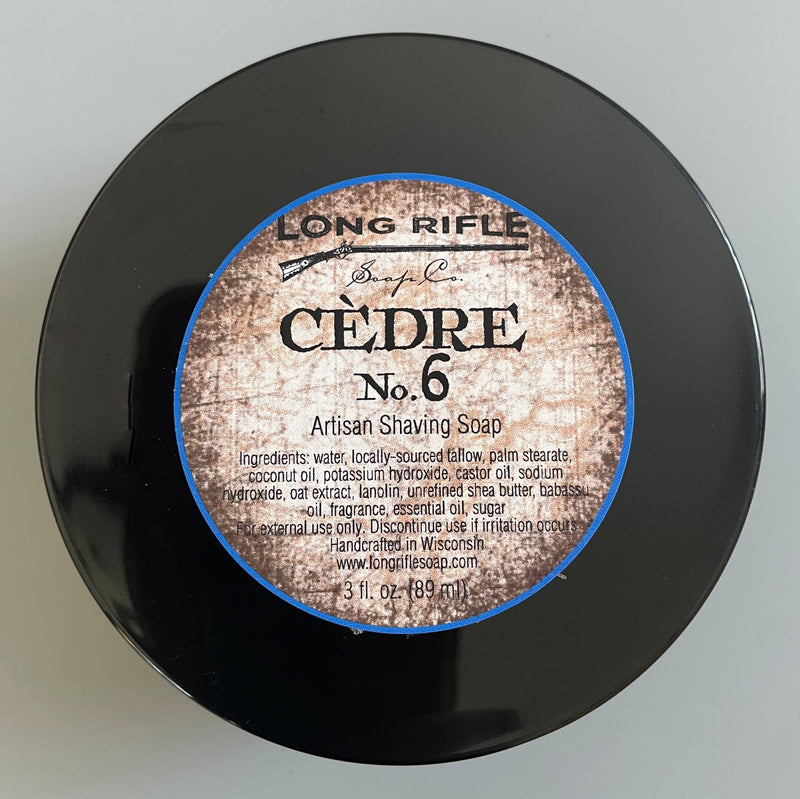 LONG RIFLE
Soap Co.
CÈDRE
No. 6
Artisan Shaving Soap
Ingredients: water, locally-sourced tallow, palm stearate,
coconut oil, potassium hydroxide, castor oil, sodium
hydroxide, oat extract, lanolin, unrefined shea butter, babassu
oil, fragrance, essential oil, sugar
For external use only. Discontinue use if irritation occurs.
Handcrafted in Wisconsin
www.longriflesoap.com
3 fl. oz. (89 ml)